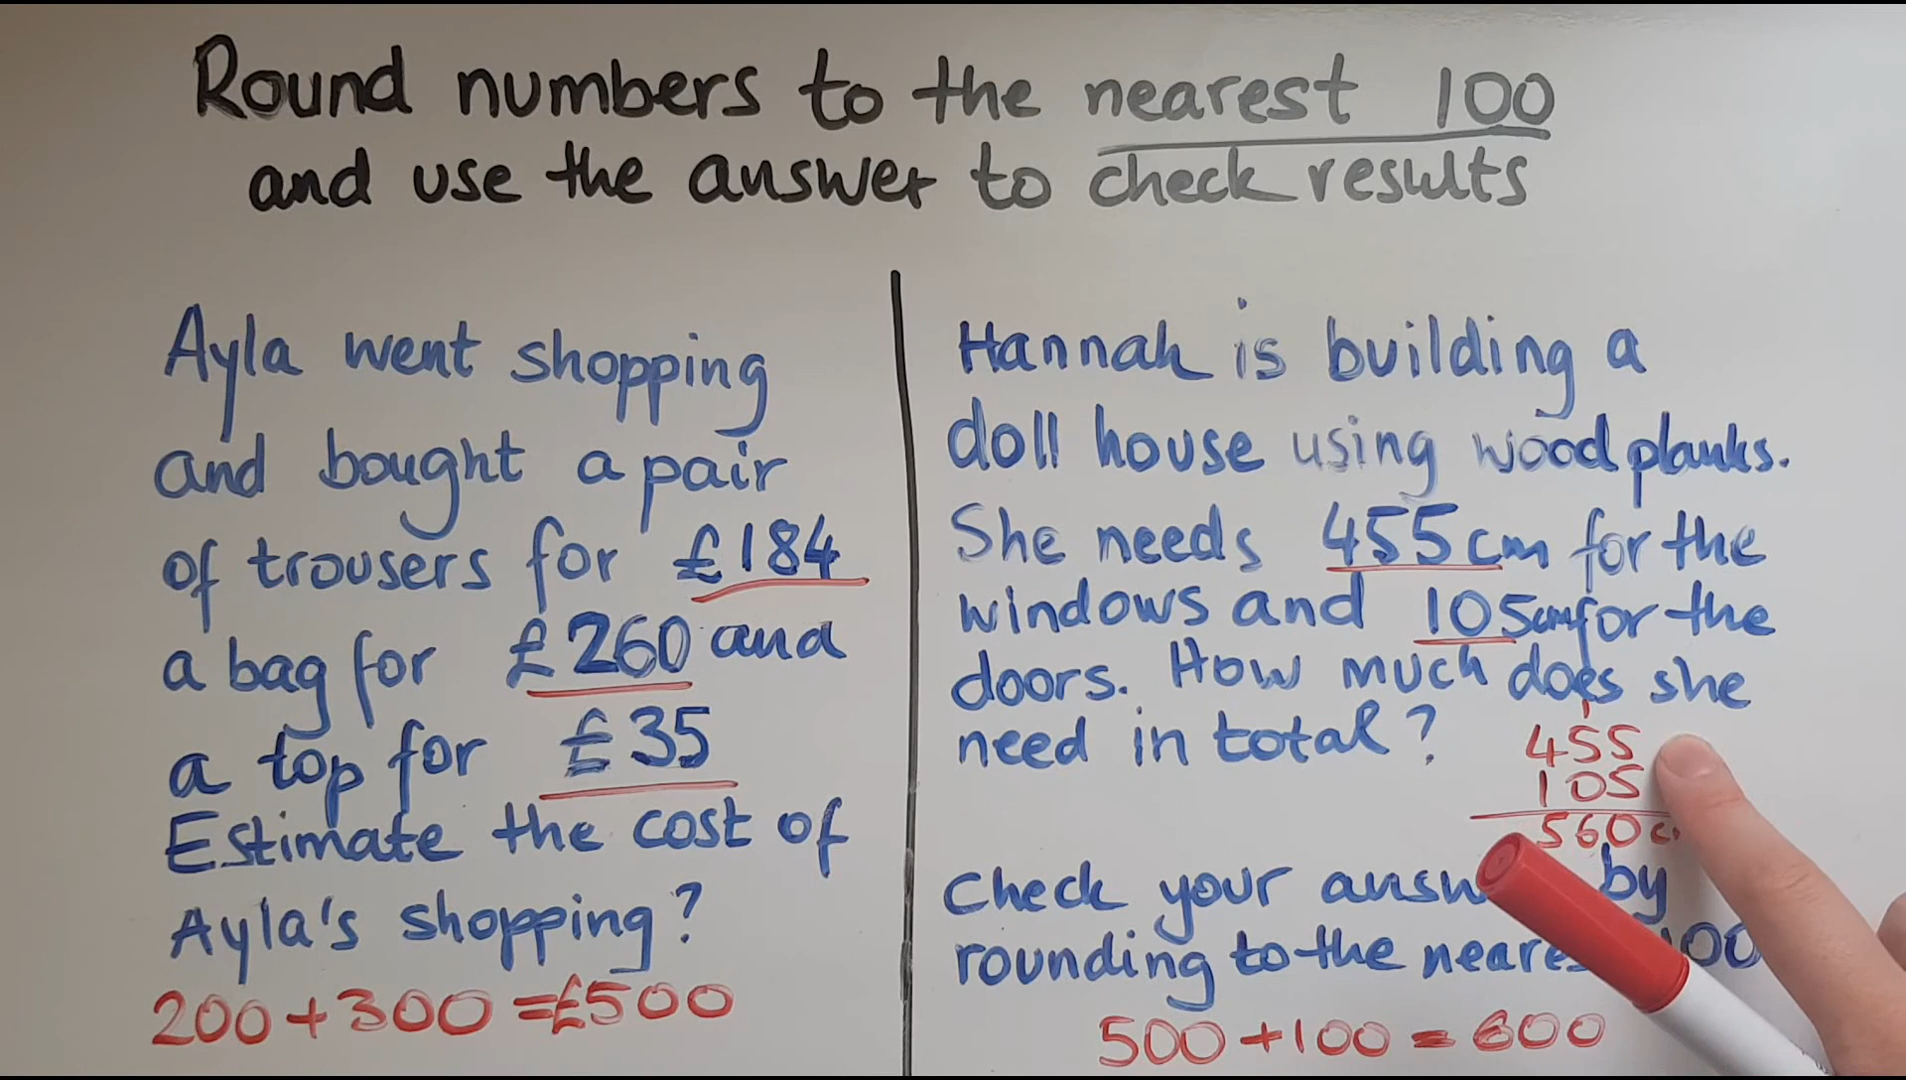 Round numbers to the nearest 100
and use the answer to check results
Ayla went shopping
and bought a pair
of trousers for £184
a bag for £260 and
a top for £35
Estimate the cost of
Ayla's shopping?
200+300=£500
Hannah is building a
doll house using wood planks.
She needs 455cm for the
windows and 105cm for the
doors. How much does she
need in total?
1
455
105
560
Check your by
rounding to the
500+100=600